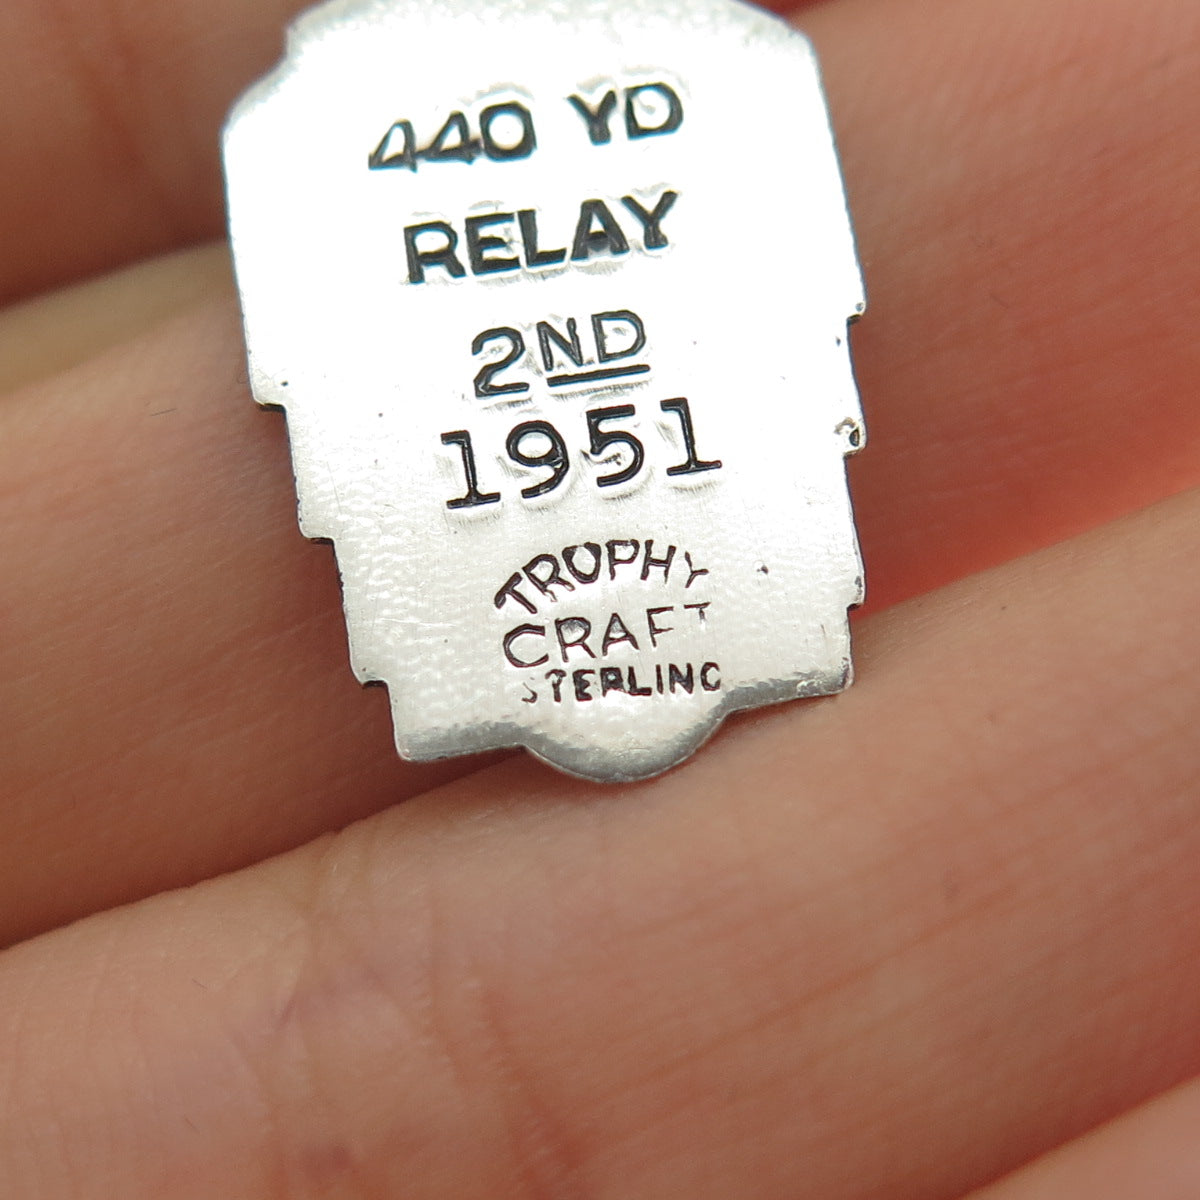 440 YD
RELAY
2ND
1951
TROPHY
CRAFT
STERLING